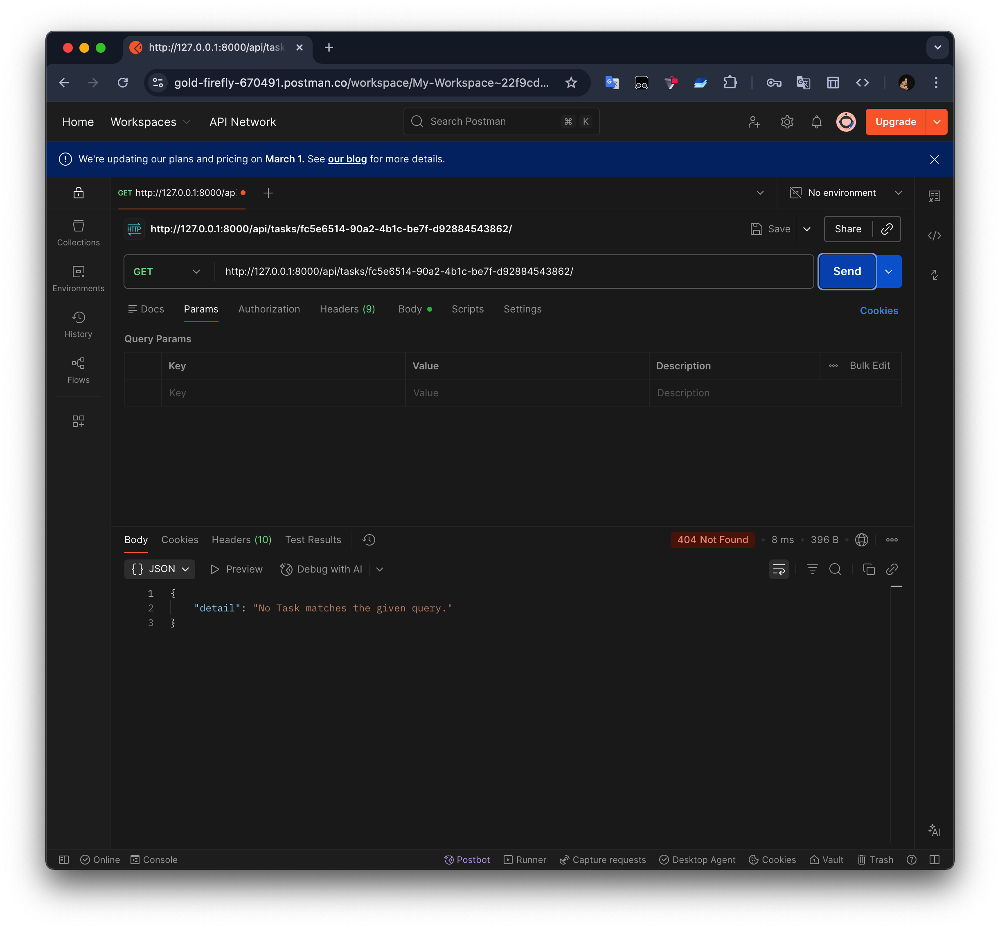 http://127.0.0.1:8000/api/task
gold-firefly-670491.postman.co/workspace/My-Workspace~22f9cd...
Home Workspaces API Network Search Postman ⌘ K Upgrade
We're updating our plans and pricing on March 1. See our blog for more details.
GET http://127.0.0.1:8000/ap No environment
HTTP http://127.0.0.1:8000/api/tasks/fc5e6514-90a2-4b1c-be7f-d92884543862/ Save Share
GET http://127.0.0.1:8000/api/tasks/fc5e6514-90a2-4b1c-be7f-d92884543862/ Send
Collections
Environments
History
Flows
Docs Params Authorization Headers (9) Body Scripts Settings Cookies
Query Params
Key Value Description Bulk Edit
Key Value Description
Body Cookies Headers (10) Test Results 404 Not Found 8 ms 396 B
{} JSON Preview Debug with AI
1 {
2 "detail": "No Task matches the given query."
3 }
AI
Online Console Postbot Runner Capture requests Desktop Agent Cookies Vault Trash